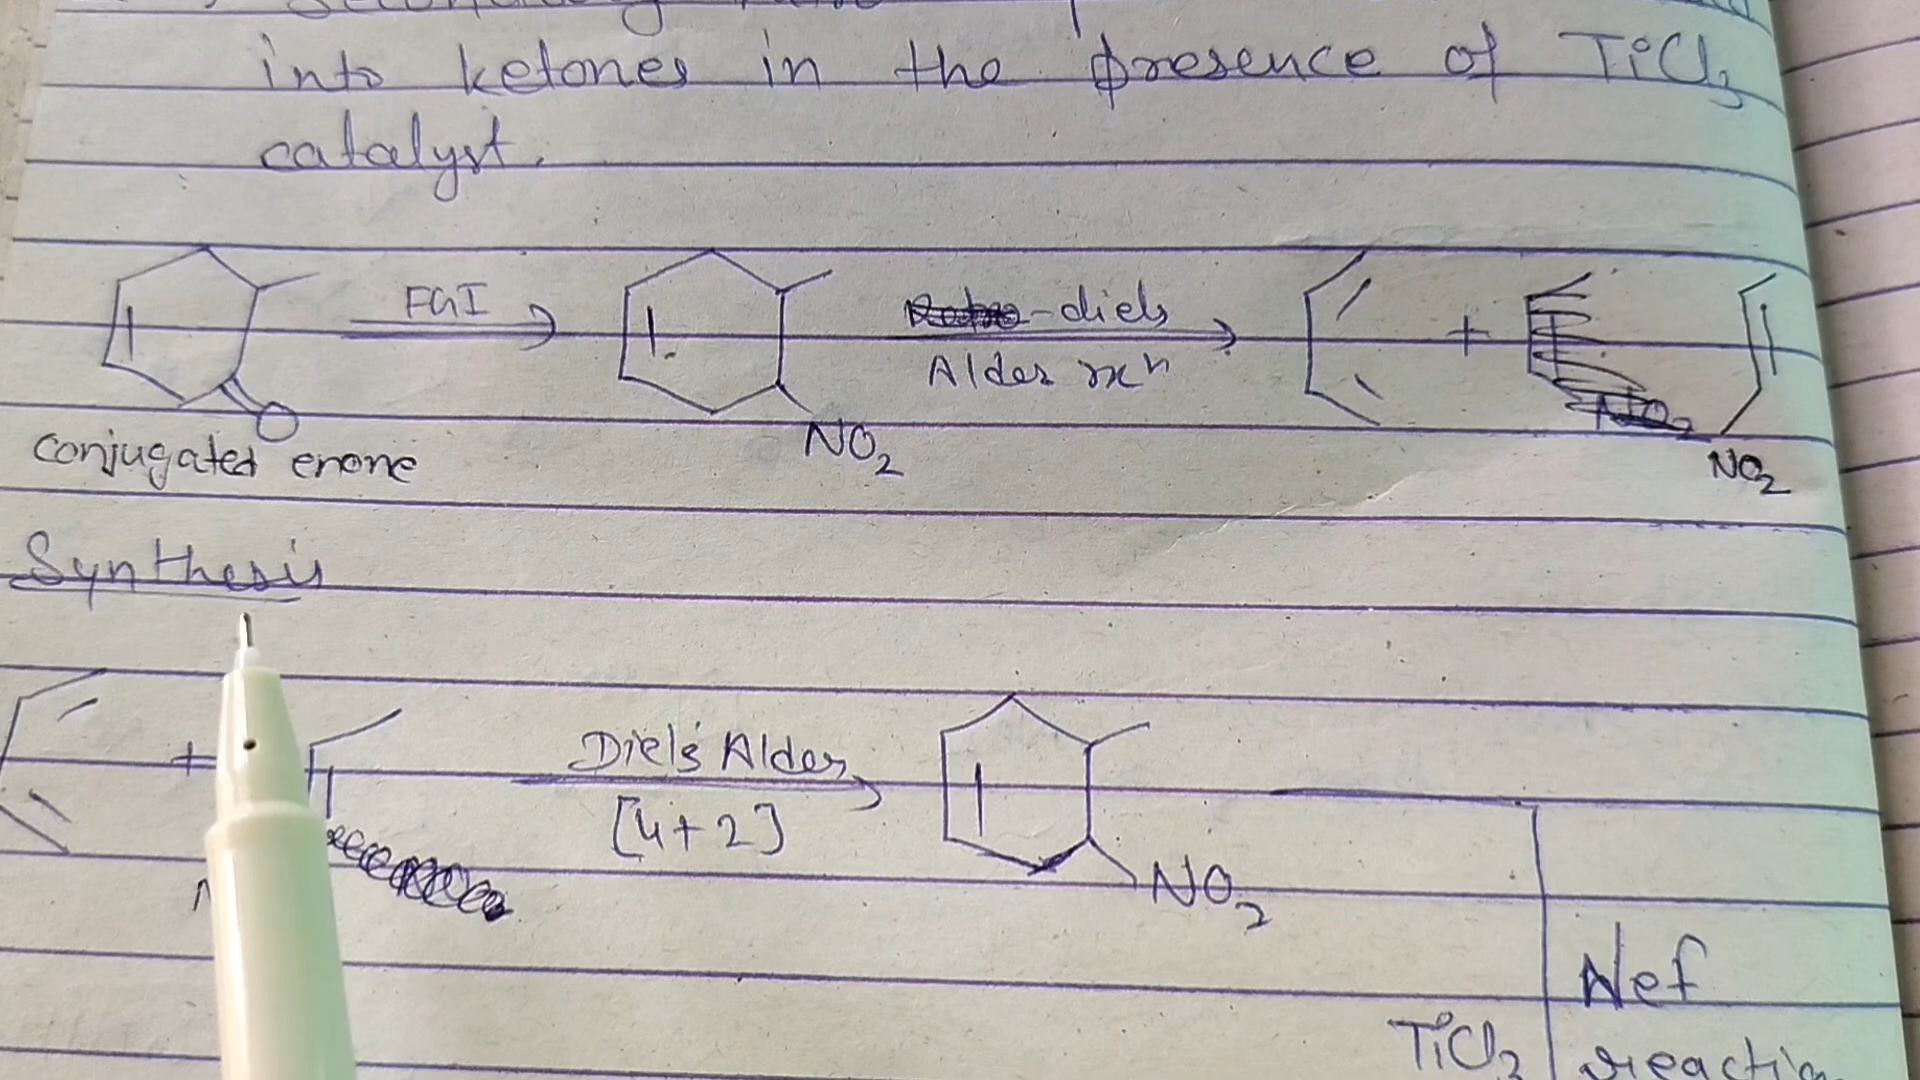 into ketones in the presence of TiCl3
catalyst.
FGI
-diels
Alder rxn
O
NO2
NO2
+
NO2
conjugated enone
Synthesis
+
Diels Alder
[4+2]
NO2
Nef
TiCl3
reaction